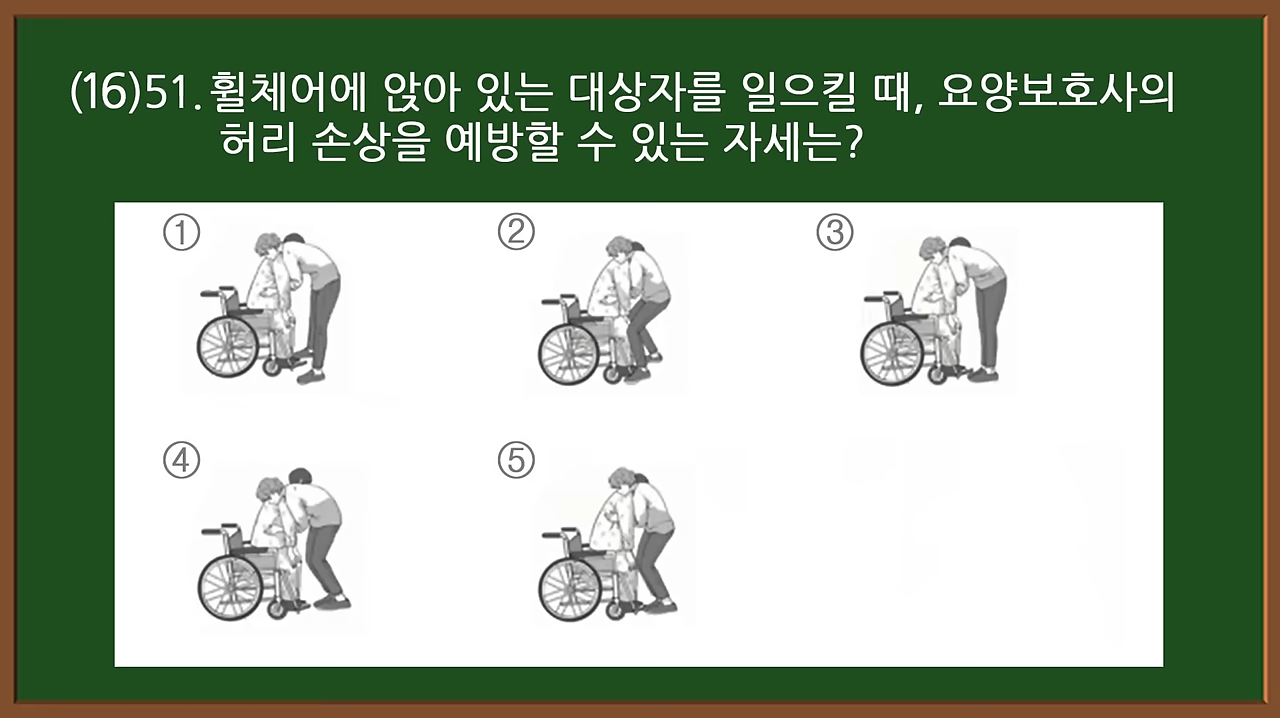 (16)51. 휠체어에 앉아 있는 대상자를 일으킬 때, 요양보호사의
허리 손상을 예방할 수 있는 자세는?
① ② ③
④ ⑤